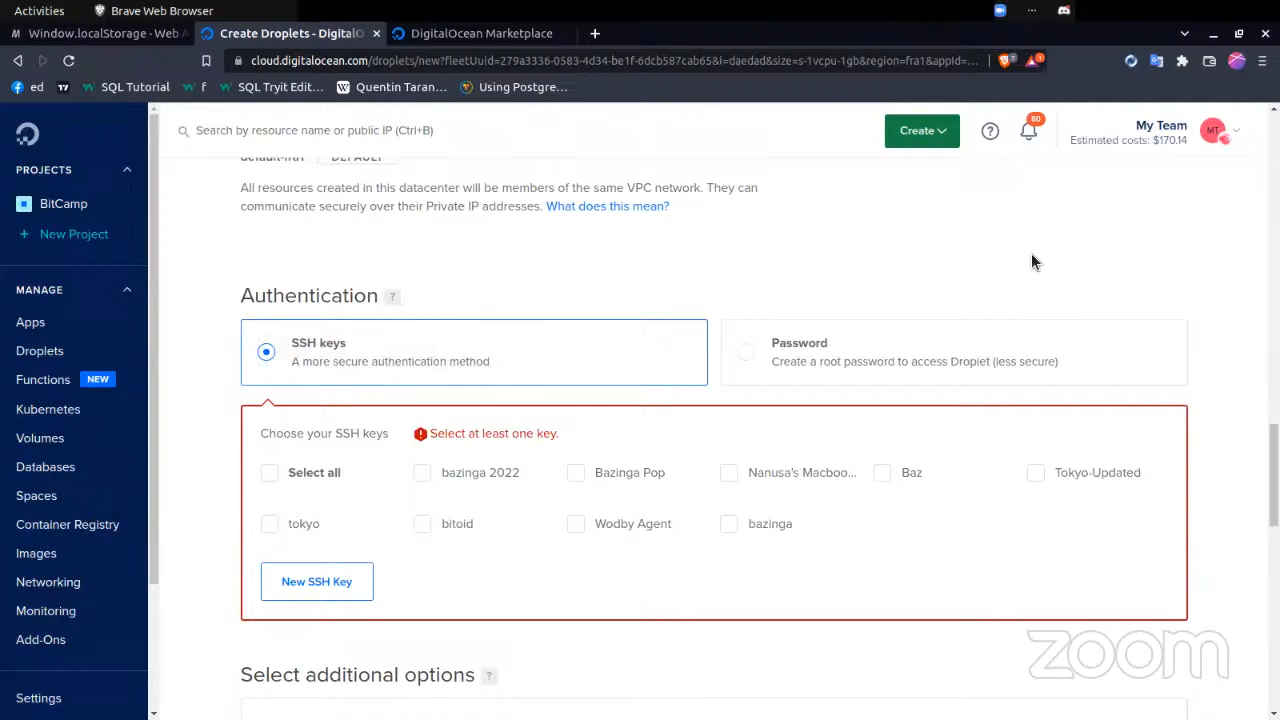 Activities
Brave Web Browser
Window.localStorage - Web A
Create Droplets - DigitalO
DigitalOcean Marketplace
cloud.digitalocean.com/droplets/new?fleetUuid=279a3336-0583-4d34-be1f-6dcb587cab65&i=daedad&size=s-1vcpu-1gb&region=fra1&appId=...
ed
SQL Tutorial
f
SQL Tryit Edit...
Quentin Taran...
Using Postgre...
Search by resource name or public IP (Ctrl+B)
Create
80
My Team
Estimated costs: $170.14
MT
PROJECTS
BitCamp
+ New Project
MANAGE
Apps
Droplets
Functions NEW
Kubernetes
Volumes
Databases
Spaces
Container Registry
Images
Networking
Monitoring
Add-Ons
Settings
default-fra1 DEFAULT
All resources created in this datacenter will be members of the same VPC network. They can
communicate securely over their Private IP addresses. What does this mean?
Authentication ?
SSH keys
A more secure authentication method
Password
Create a root password to access Droplet (less secure)
Choose your SSH keys
Select at least one key.
Select all
bazinga 2022
Bazinga Pop
Nanusa's Macboo...
Baz
Tokyo-Updated
tokyo
bitoid
Wodby Agent
bazinga
New SSH Key
Select additional options ?
zoom